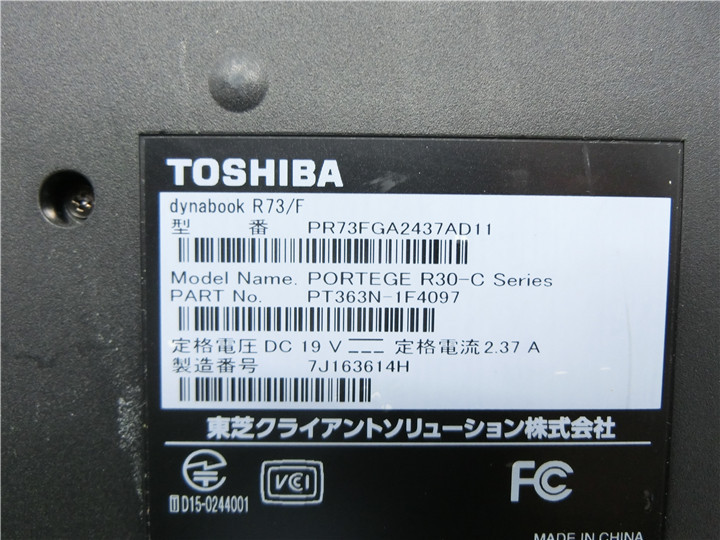 TOSHIBA
dynabook R73/F
型 番 PR73FGA2437AD11
Model Name. PORTEGE R30-C Series
PART No. PT363N-1F4097
定格電圧 DC 19 V 定格電流 2.37 A
製造番号 7J163614H
東芝クライアントソリューション株式会社
VCCI
FC
D15-0244001
MADE IN CHINA